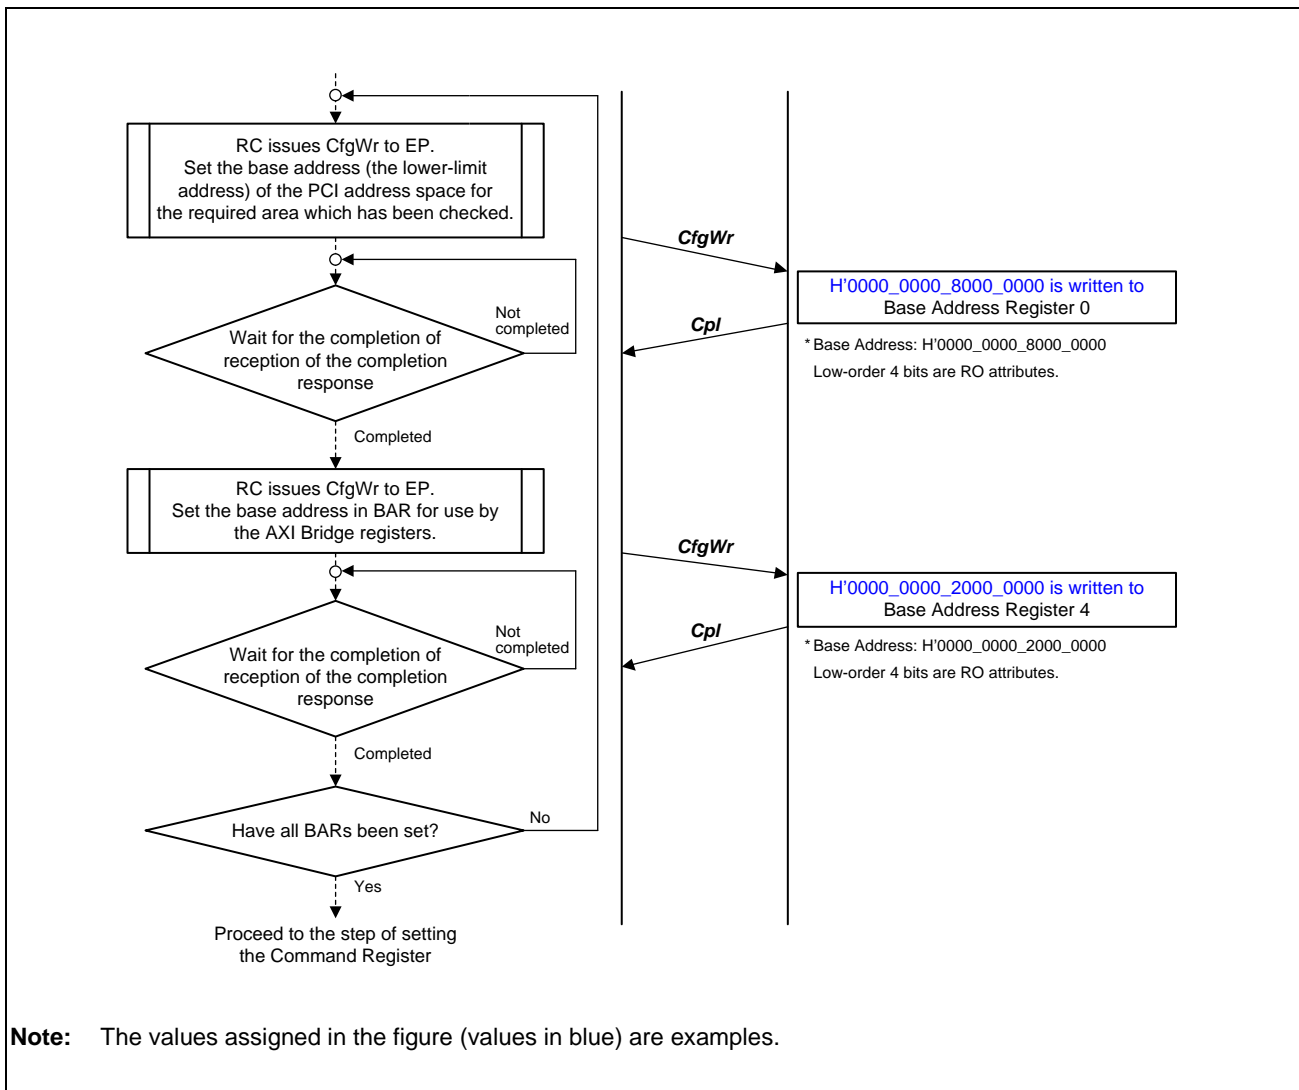 RC issues CfgWr to EP.
Set the base address (the lower-limit
address) of the PCI address space for
the required area which has been checked.
CfgWr
H'0000_0000_8000_0000 is written to
Base Address Register 0
Not
completed
Cpl
Wait for the completion of
reception of the completion
response
* Base Address: H'0000_0000_8000_0000
Low-order 4 bits are RO attributes.
Completed
RC issues CfgWr to EP.
Set the base address in BAR for use by
the AXI Bridge registers.
CfgWr
H'0000_0000_2000_0000 is written to
Base Address Register 4
Not
completed
Cpl
Wait for the completion of
reception of the completion
response
* Base Address: H'0000_0000_2000_0000
Low-order 4 bits are RO attributes.
Completed
Have all BARs been set?
No
Yes
Proceed to the step of setting
the Command Register
Note: The values assigned in the figure (values in blue) are examples.